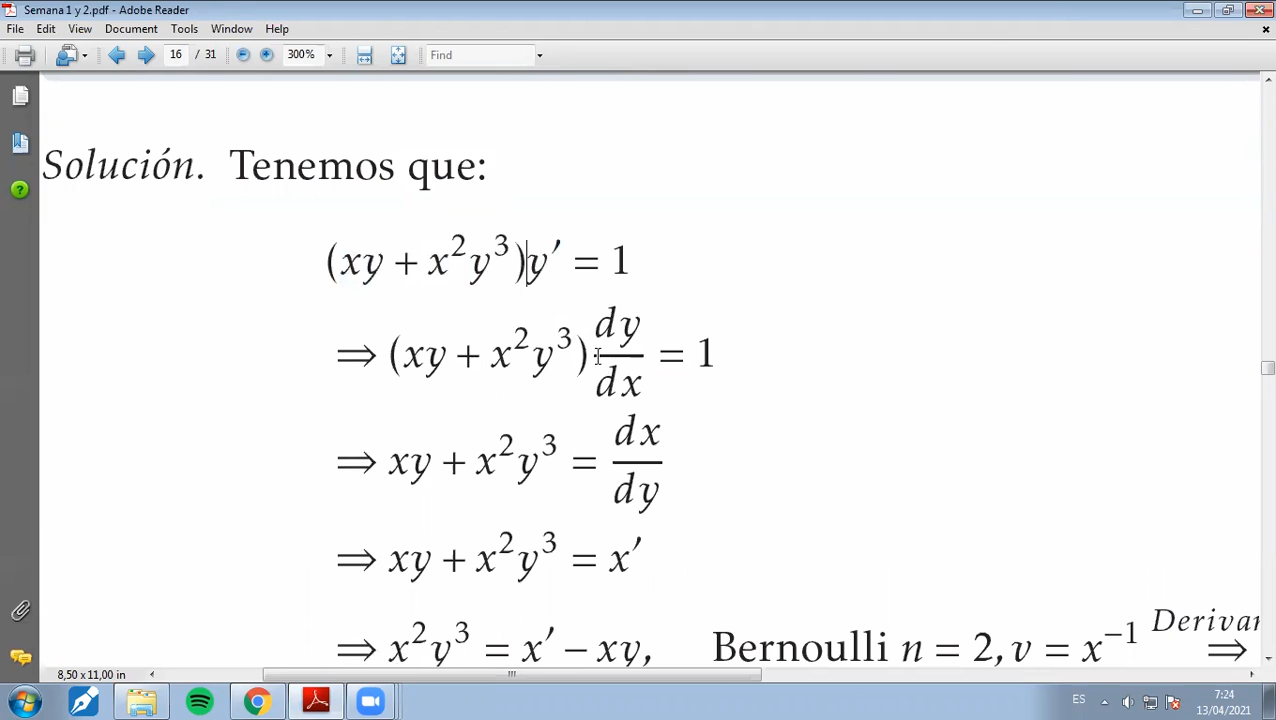 Semana 1 y 2.pdf - Adobe Reader
File Edit View Document Tools Window Help
16 / 31 300% Find
Solución. Tenemos que:
(xy + x²y³)y′ = 1
⟹ (xy + x²y³) dy/dx = 1
⟹ xy + x²y³ = dx/dy
⟹ xy + x²y³ = x′
⟹ x²y³ = x′ − xy, Bernoulli n = 2, v = x⁻¹ Derivar ⟹
8,50 x 11,00 in
ES 7:24
13/04/2021